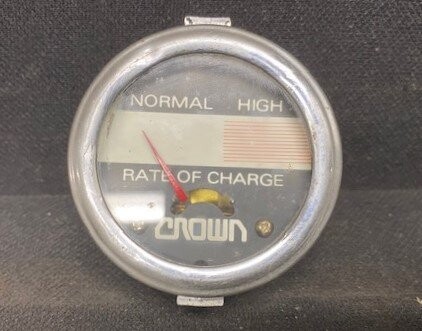 NORMAL HIGH
RATE OF CHARGE
CROWN